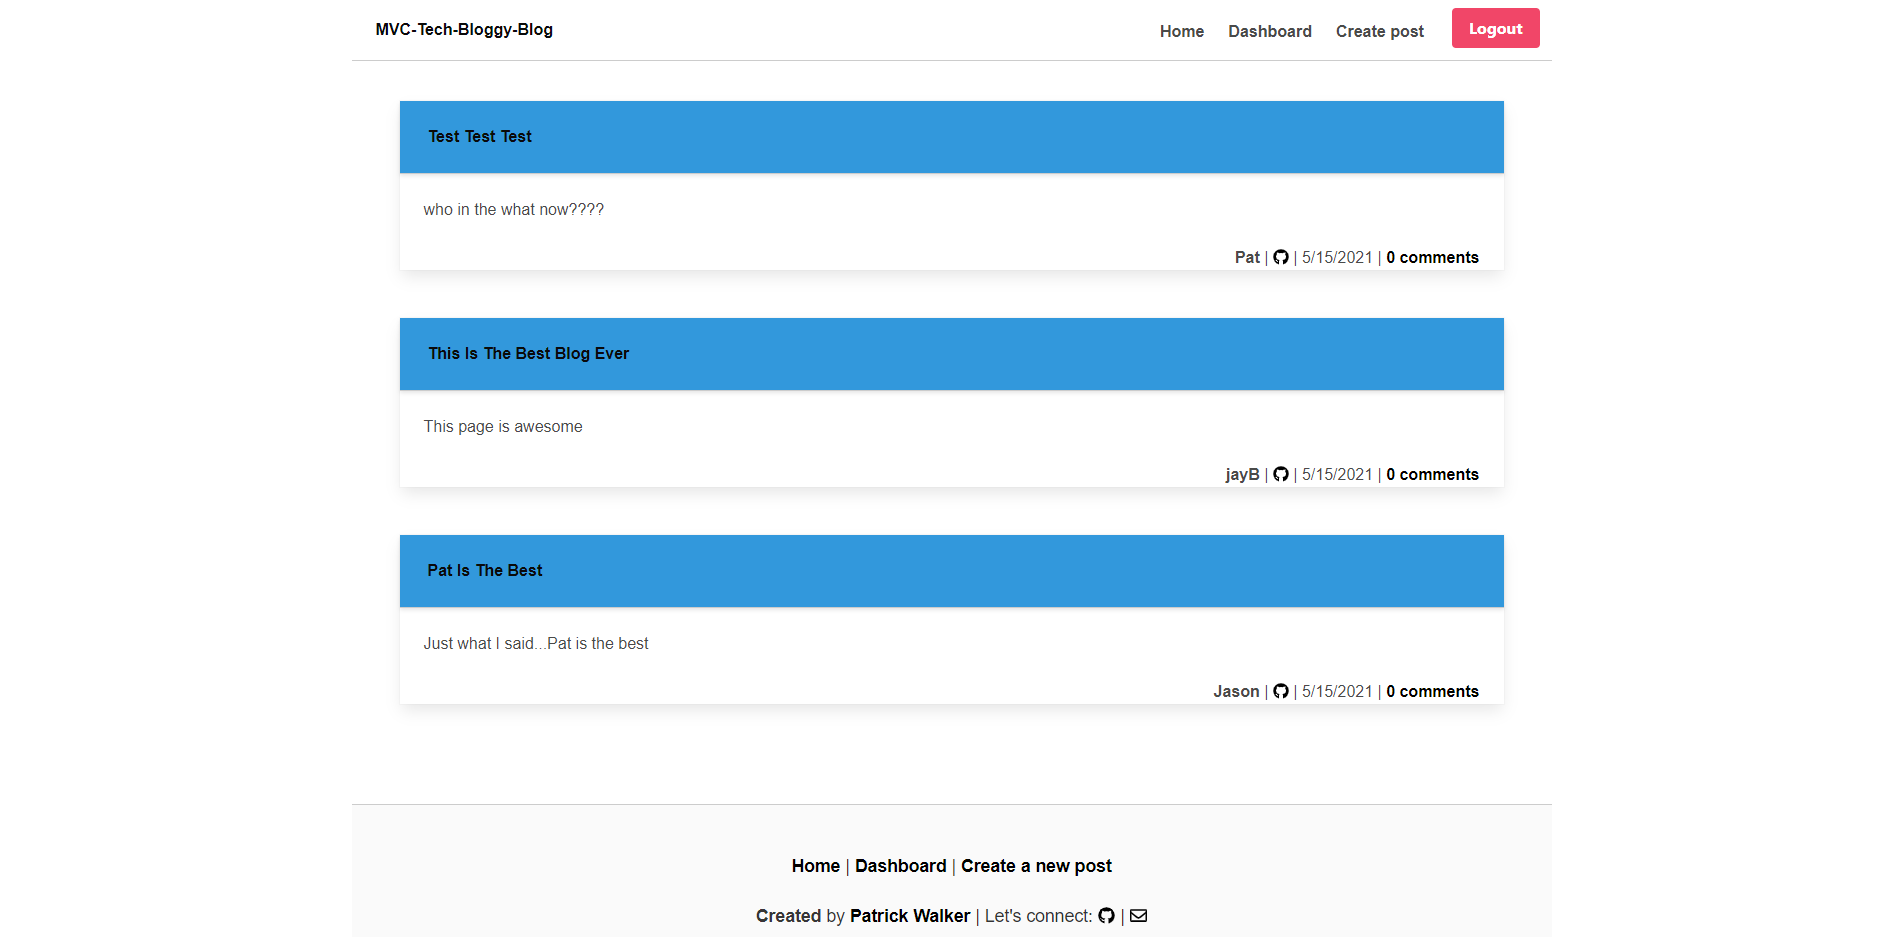 MVC-Tech-Bloggy-Blog Home Dashboard Create post Logout
Test Test Test
who in the what now????
Pat | | 5/15/2021 | 0 comments
This Is The Best Blog Ever
This page is awesome
jayB | | 5/15/2021 | 0 comments
Pat Is The Best
Just what I said...Pat is the best
Jason | | 5/15/2021 | 0 comments
Home | Dashboard | Create a new post
Created by Patrick Walker | Let's connect: |